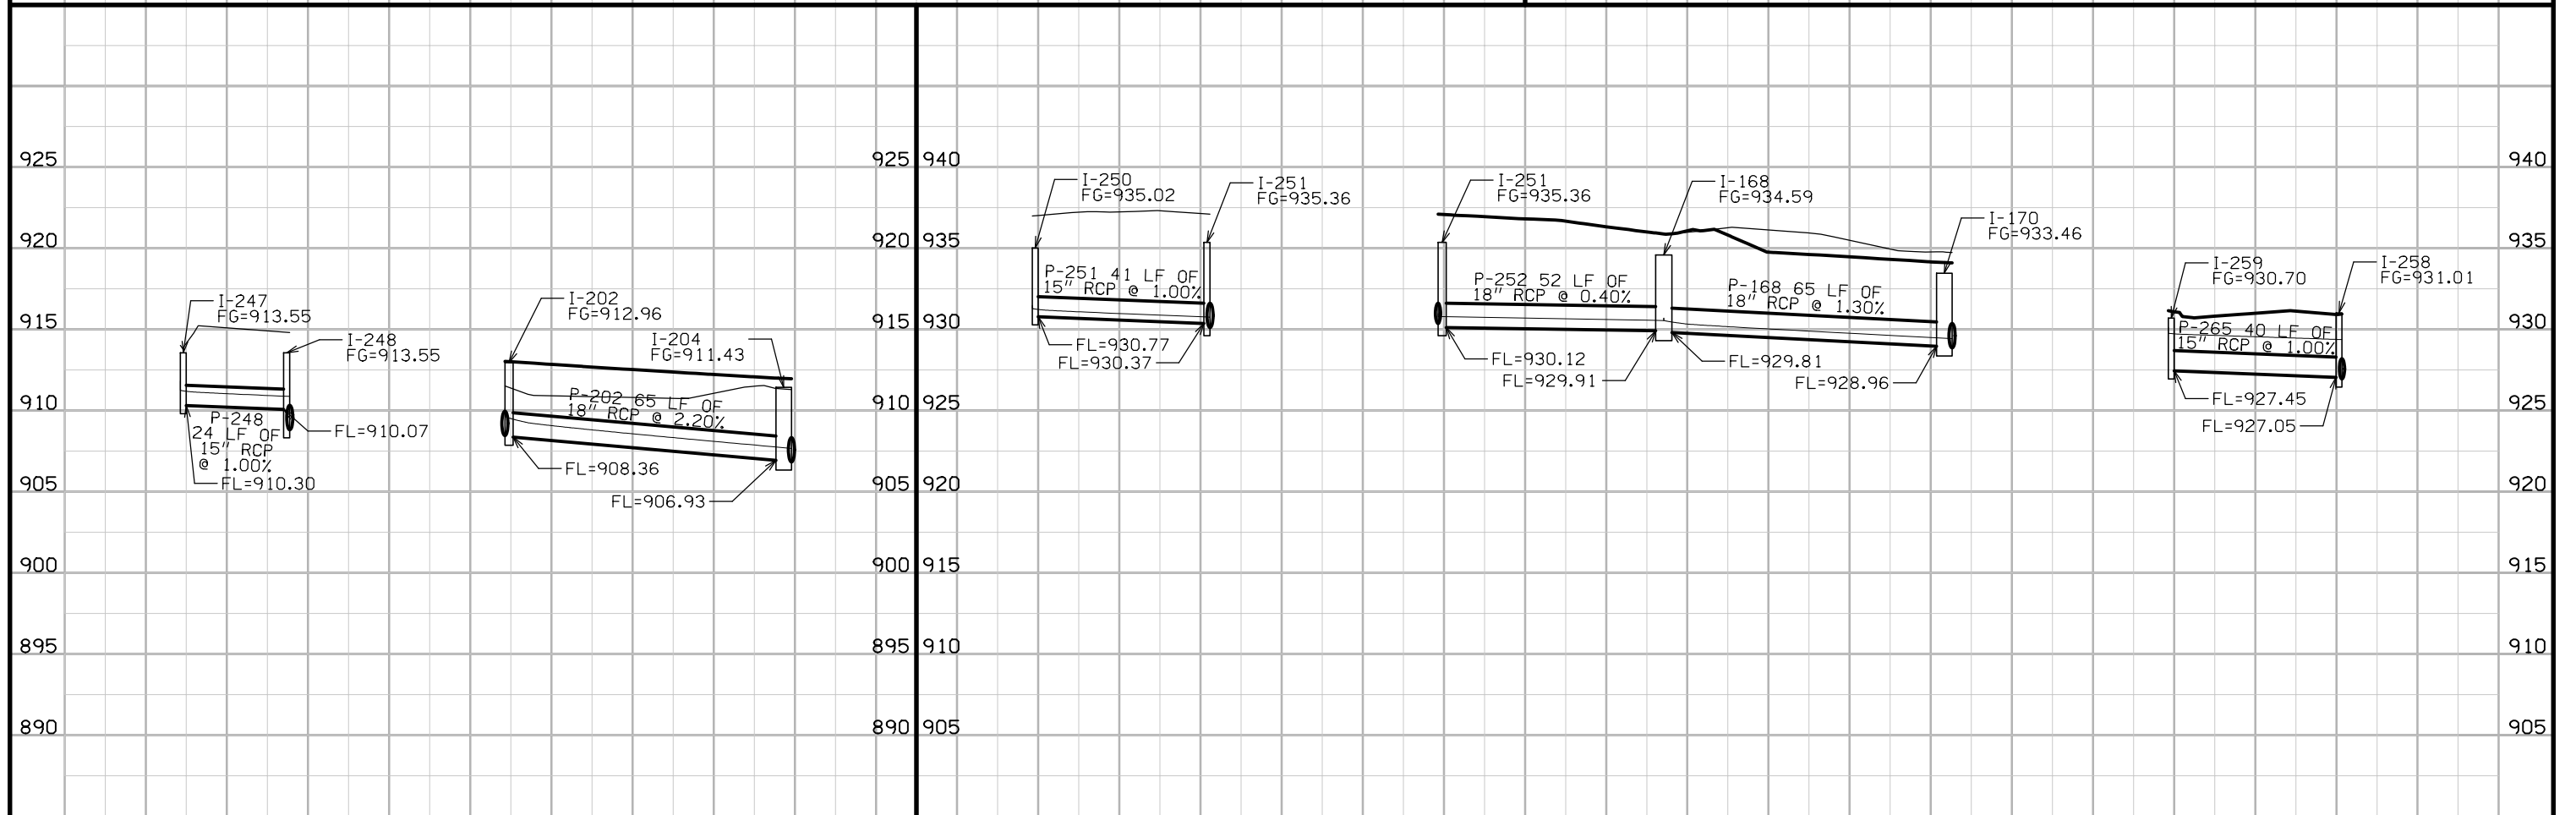 925
920
915
910
905
900
895
890
I-247
FG=913.55
I-248
FG=913.55
FL=910.07
P-248
24 LF OF
15" RCP
@ 1.00%
FL=910.30
I-202
FG=912.96
I-204
FG=911.43
P-202 65 LF OF
18" RCP @ 2.20%
FL=908.36
FL=906.93
925
920
915
910
905
900
895
890
940
935
930
925
920
915
910
905
I-250
FG=935.02
I-251
FG=935.36
P-251 41 LF OF
15" RCP @ 1.00%
FL=930.77
FL=930.37
I-251
FG=935.36
I-168
FG=934.59
I-170
FG=933.46
P-252 52 LF OF
18" RCP @ 0.40%
P-168 65 LF OF
18" RCP @ 1.30%
FL=930.12
FL=929.91
FL=929.81
FL=928.96
I-259
FG=930.70
I-258
FG=931.01
P-265 40 LF OF
15" RCP @ 1.00%
FL=927.45
FL=927.05
940
935
930
925
920
915
910
905